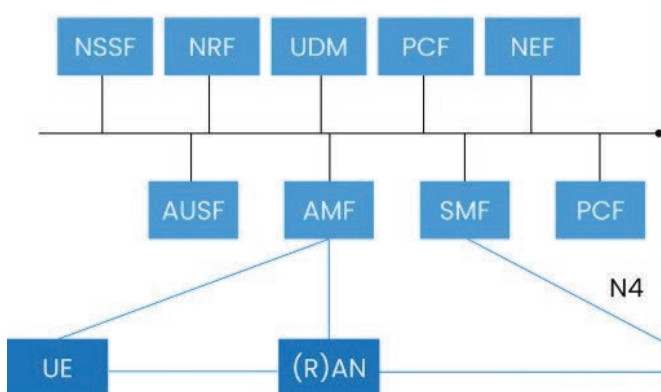 NSSF NRF UDM PCF NEF
AUSF AMF SMF PCF
N4
UE (R)AN